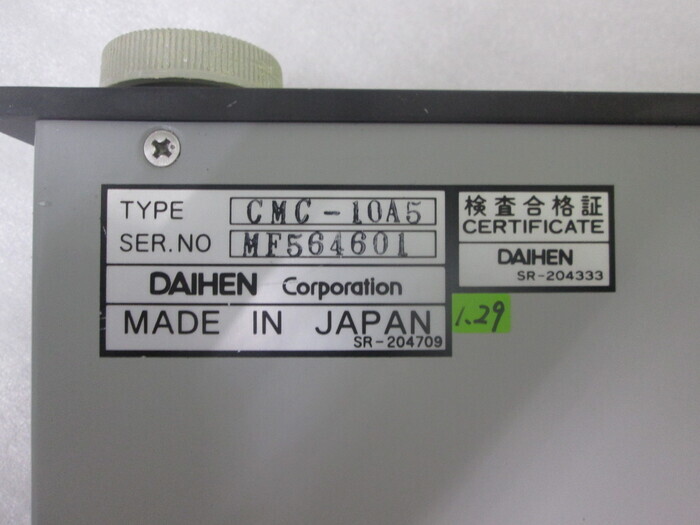 TYPE CMC-10A5
SER.NO MF564601
DAIHEN Corporation
MADE IN JAPAN
SR-204709
検査合格証
CERTIFICATE
DAIHEN
SR-204333
1.29